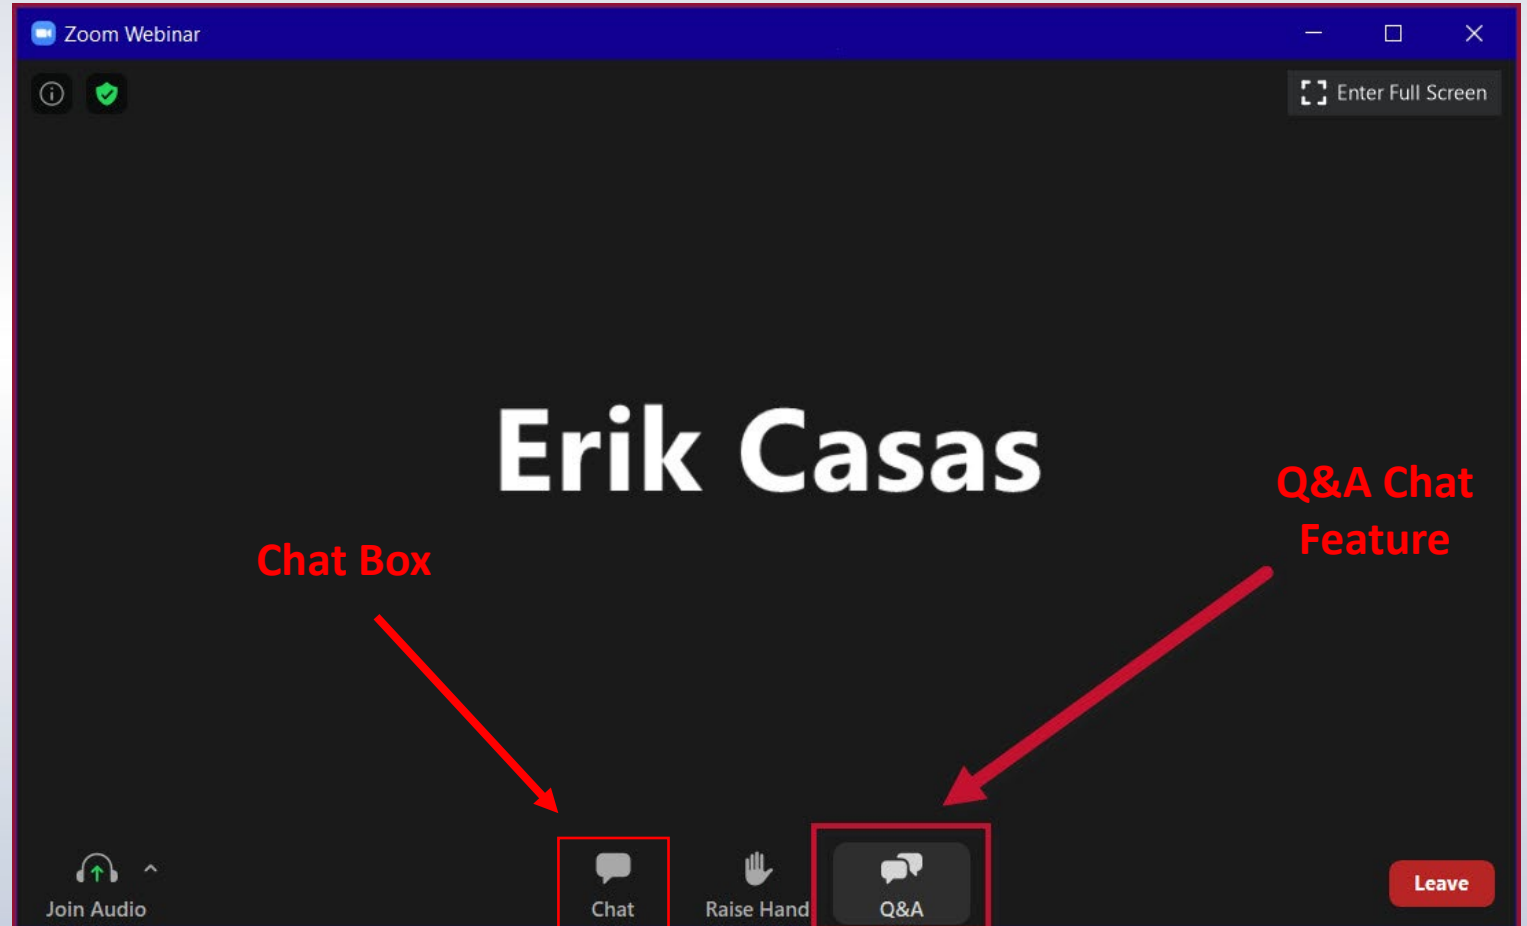 Zoom Webinar
Enter Full Screen
Erik Casas
Q&A Chat
Feature
Chat Box
Join Audio
Chat
Raise Hand
Q&A
Leave